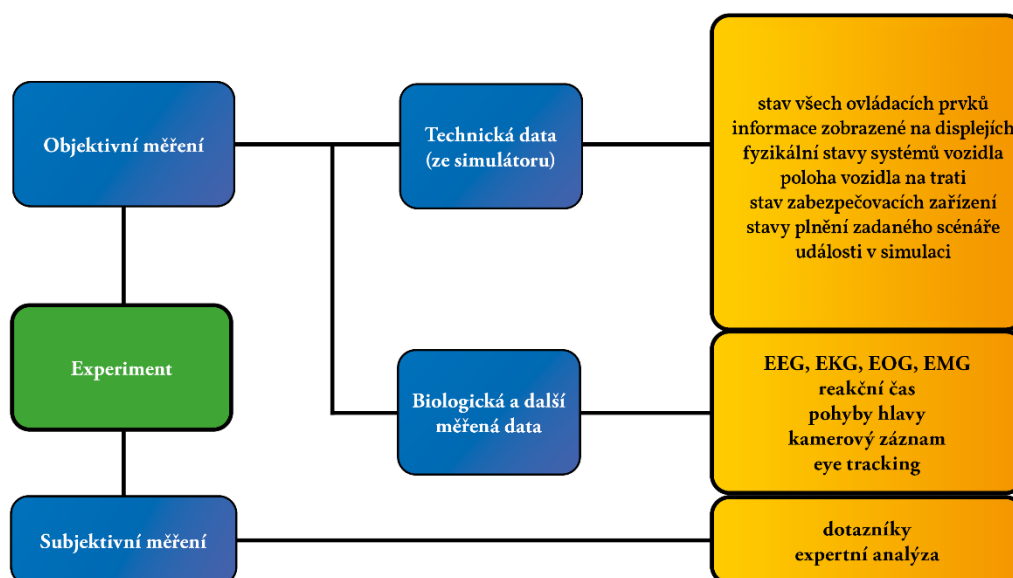 Objektivní měření
Technická data
(ze simulátoru)
stav všech ovládacích prvků
informace zobrazené na displejích
fyzikální stavy systémů vozidla
poloha vozidla na trati
stav zabezpečovacích zařízení
stavy plnění zadaného scénáře
události v simulaci
Experiment
Biologická a další
měřená data
EEG, EKG, EOG, EMG
reakční čas
pohyby hlavy
kamerový záznam
eye tracking
Subjektivní měření
dotazníky
expertní analýza